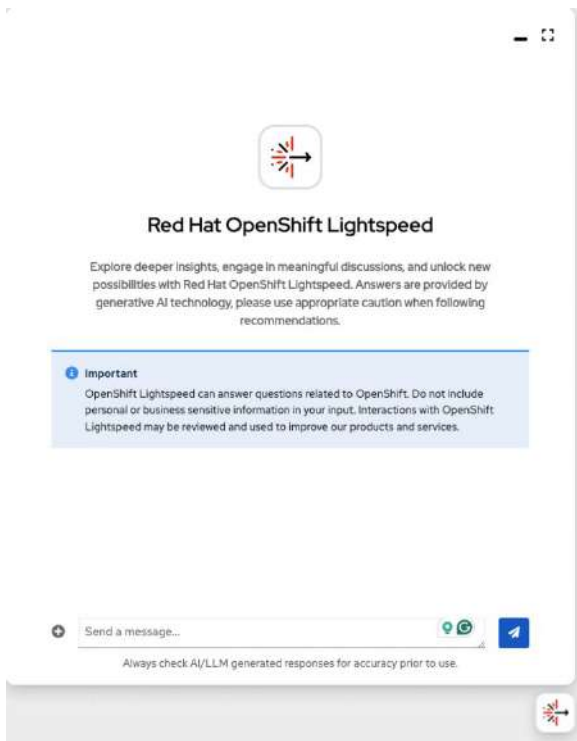 Red Hat OpenShift Lightspeed
Explore deeper insights, engage in meaningful discussions, and unlock new
possibilities with Red Hat OpenShift Lightspeed. Answers are provided by
generative AI technology, please use appropriate caution when following
recommendations.
Important
OpenShift Lightspeed can answer questions related to OpenShift. Do not include
personal or business sensitive information in your input. Interactions with OpenShift
Lightspeed may be reviewed and used to improve our products and services.
Send a message...
Always check AI/LLM generated responses for accuracy prior to use.